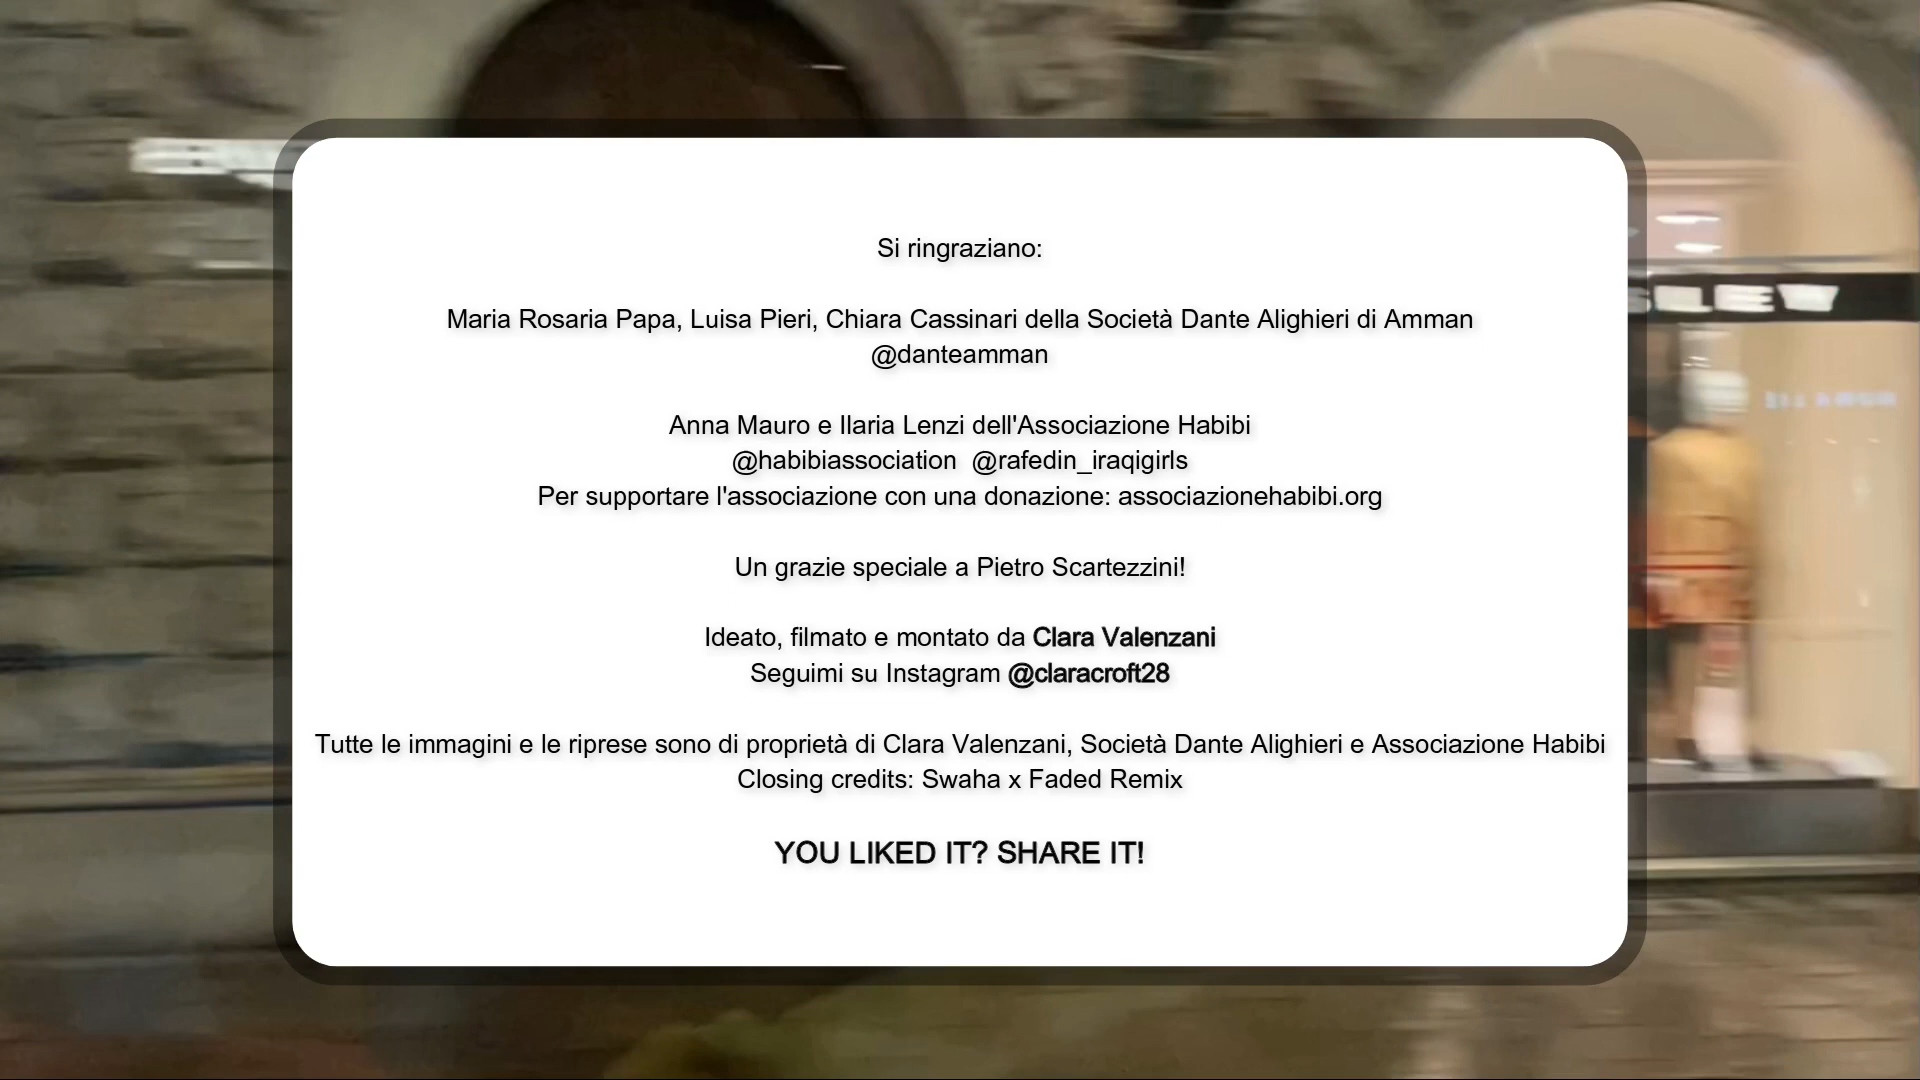 Si ringraziano:
Maria Rosaria Papa, Luisa Pieri, Chiara Cassinari della Società Dante Alighieri di Amman
@danteamman
Anna Mauro e Ilaria Lenzi dell'Associazione Habibi
@habibiassociation  @rafedin_iraqigirls
Per supportare l'associazione con una donazione: associazionehabibi.org
Un grazie speciale a Pietro Scartezzini!
Ideato, filmato e montato da Clara Valenzani
Seguimi su Instagram @claracroft28
Tutte le immagini e le riprese sono di proprietà di Clara Valenzani, Società Dante Alighieri e Associazione Habibi
Closing credits: Swaha x Faded Remix
YOU LIKED IT? SHARE IT!